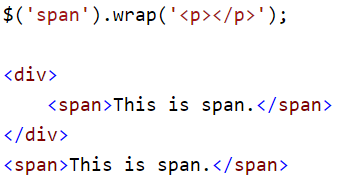 $('span').wrap('<p></p>');
<div>
    <span>This is span.</span>
</div>
<span>This is span.</span>